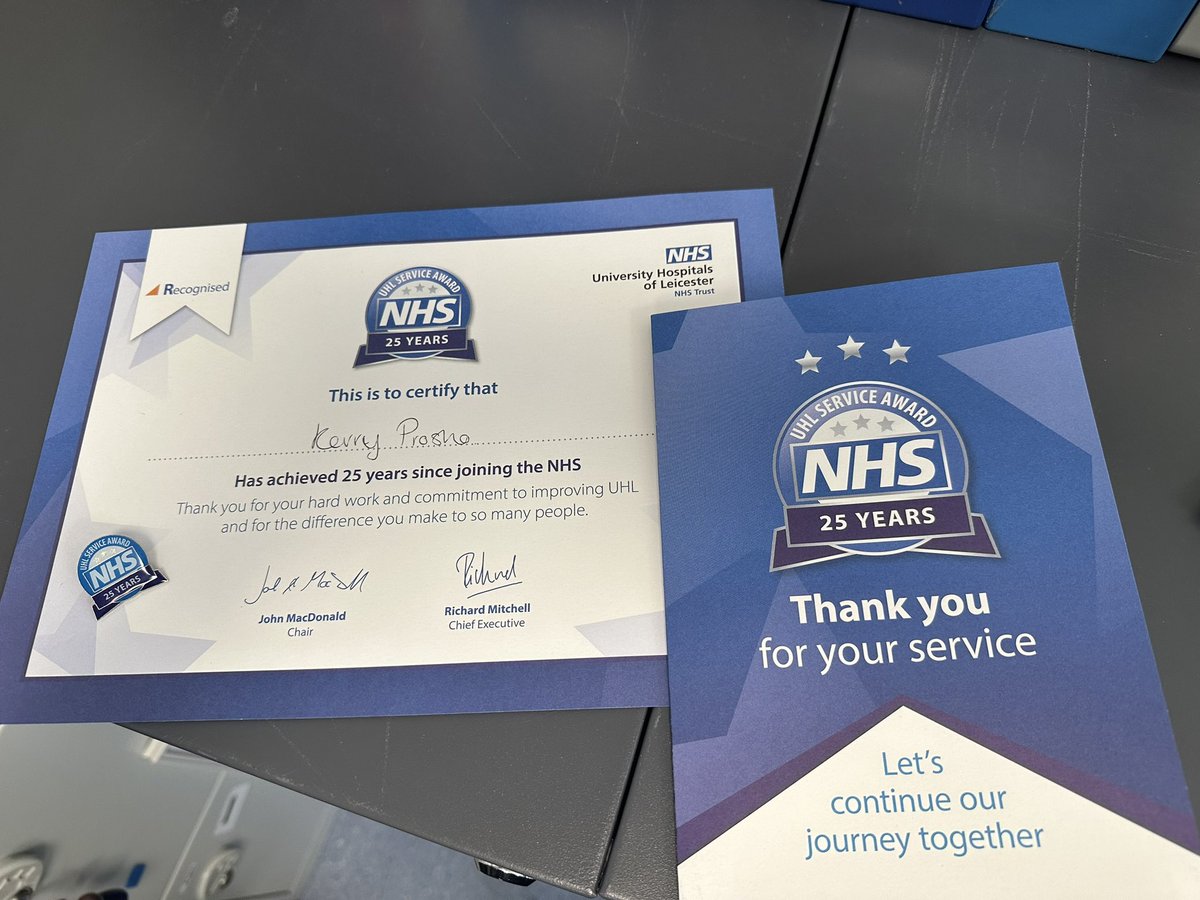 Recognised
UHL SERVICE AWARD
NHS
25 YEARS
NHS
University Hospitals
of Leicester
NHS Trust
This is to certify that
Kerry
Has achieved 25 years since joining the NHS
Thank you for your hard work and commitment to improving UHL
and for the difference you make to so many people.
Richard
John MacDonald
Chair
Richard Mitchell
Chief Executive
UHL SERVICE AWARD
NHS
25 YEARS
UHL SERVICE AWARD
NHS
25 YEARS
Thank you
for your service
Let's
continue our
journey together